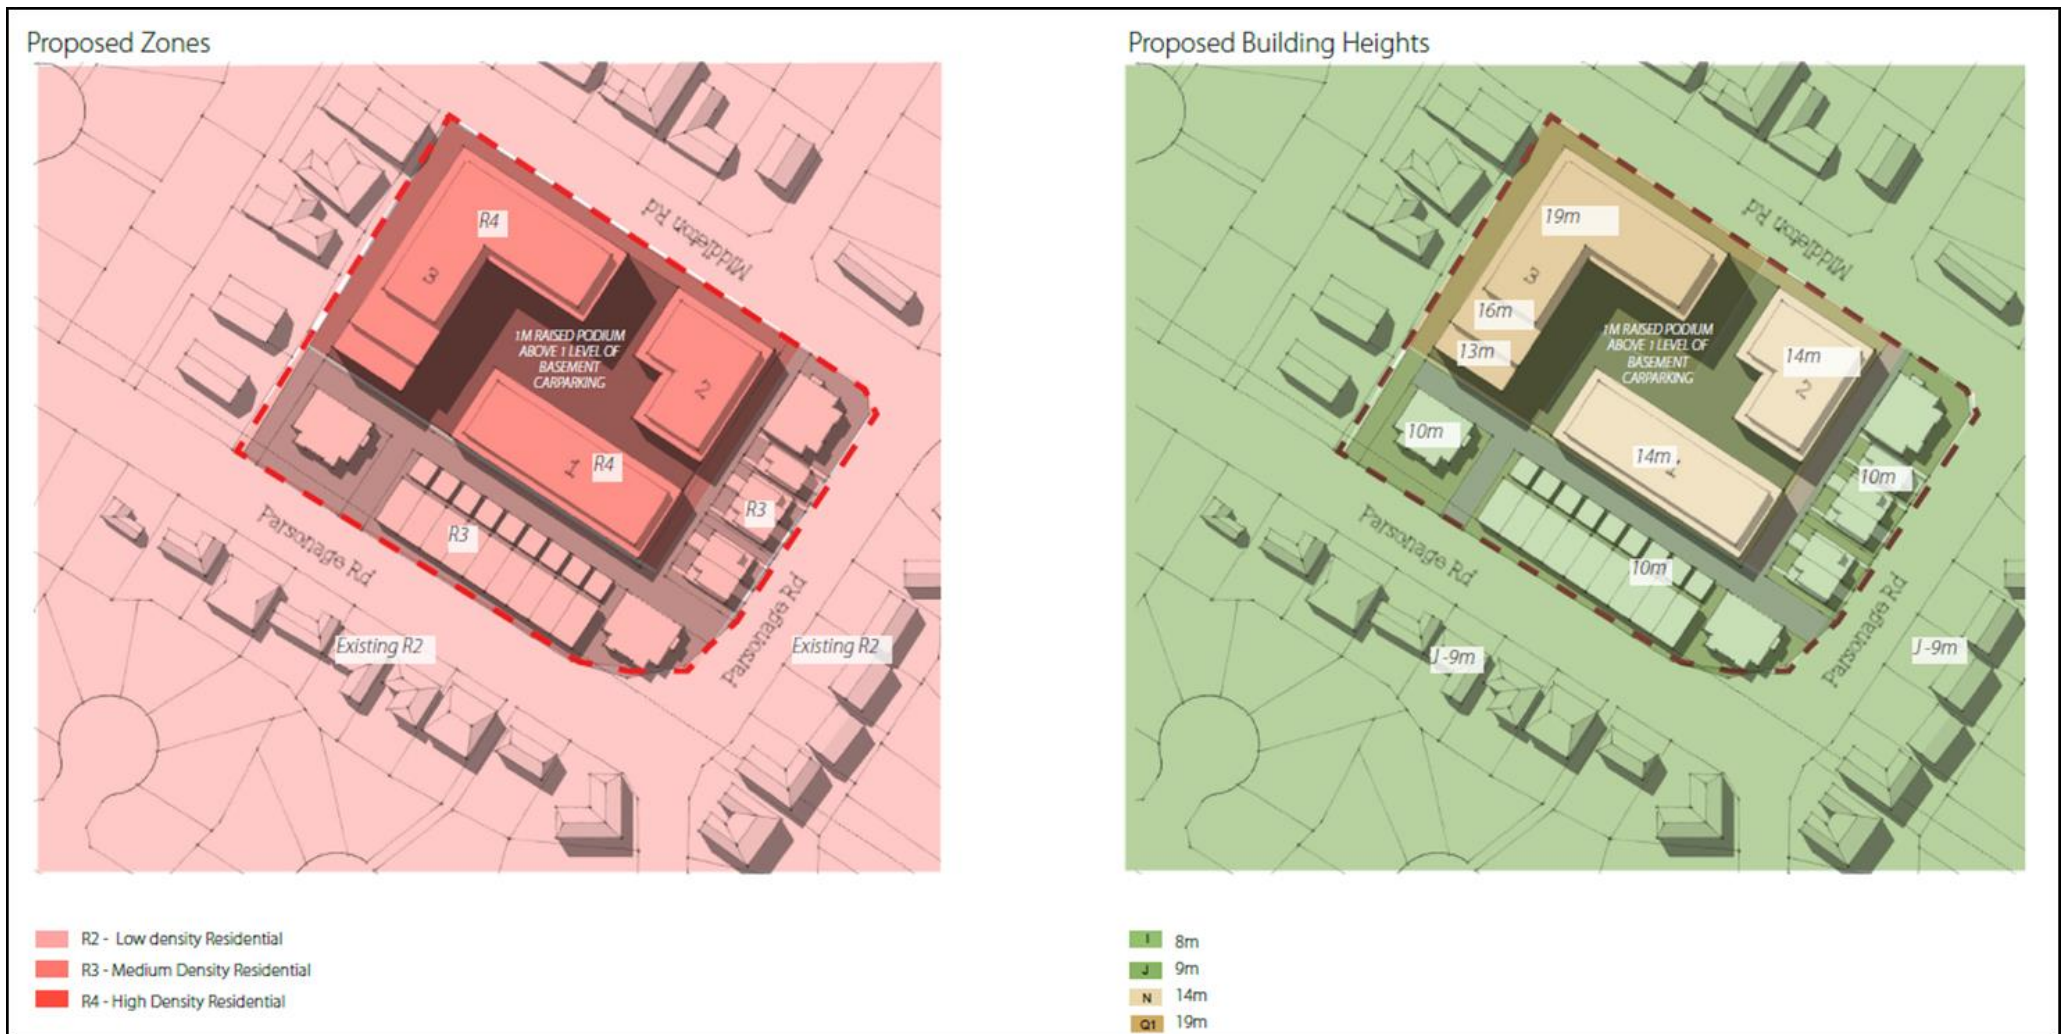 Proposed Zones
R4
3
Middleton Rd
1M RAISED PODIUM
ABOVE 1 LEVEL OF
BASEMENT
CARPARKING
2
1
R4
R3
R3
Parsonage Rd
Parsonage Rd
Existing R2
Existing R2
R2 - Low density Residential
R3 - Medium Density Residential
R4 - High Density Residential
Proposed Building Heights
19m
3
Middleton Rd
16m
13m
1M RAISED PODIUM
ABOVE 1 LEVEL OF
BASEMENT
CARPARKING
14m
2
10m
14m
1
10m
10m
Parsonage Rd
Parsonage Rd
J-9m
J-9m
I 8m
J 9m
N 14m
Q1 19m